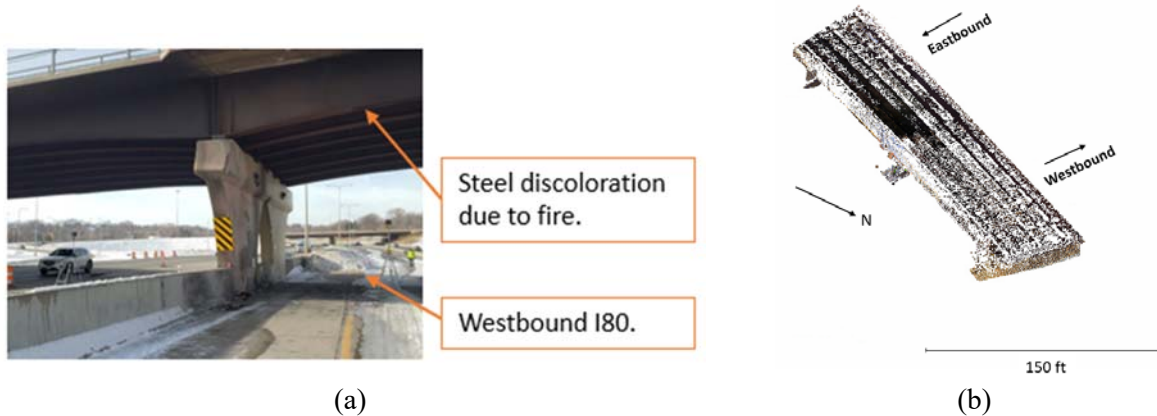 Steel discoloration
due to fire.
Westbound I80.
(a)
Eastbound
Westbound
N
150 ft
(b)